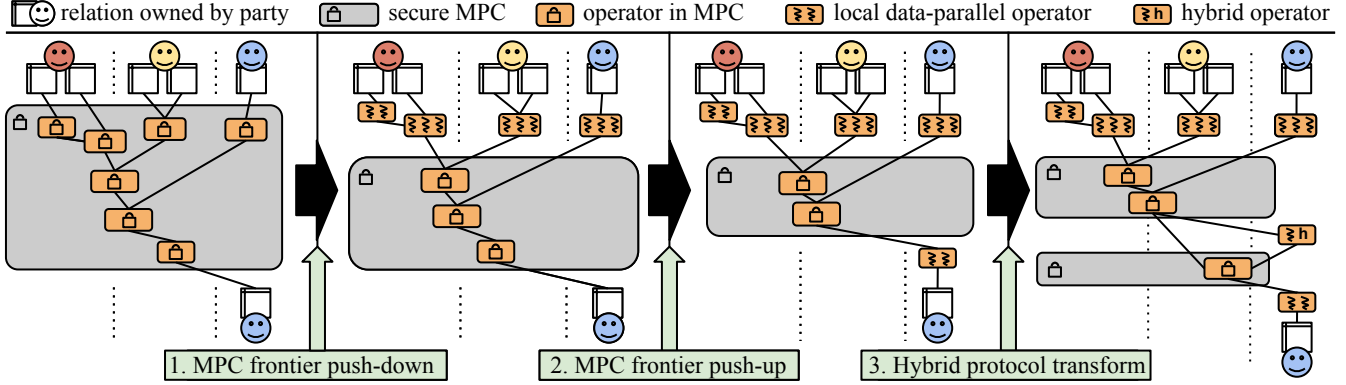 relation owned by party secure MPC operator in MPC local data-parallel operator h hybrid operator
h
1. MPC frontier push-down 2. MPC frontier push-up 3. Hybrid protocol transform